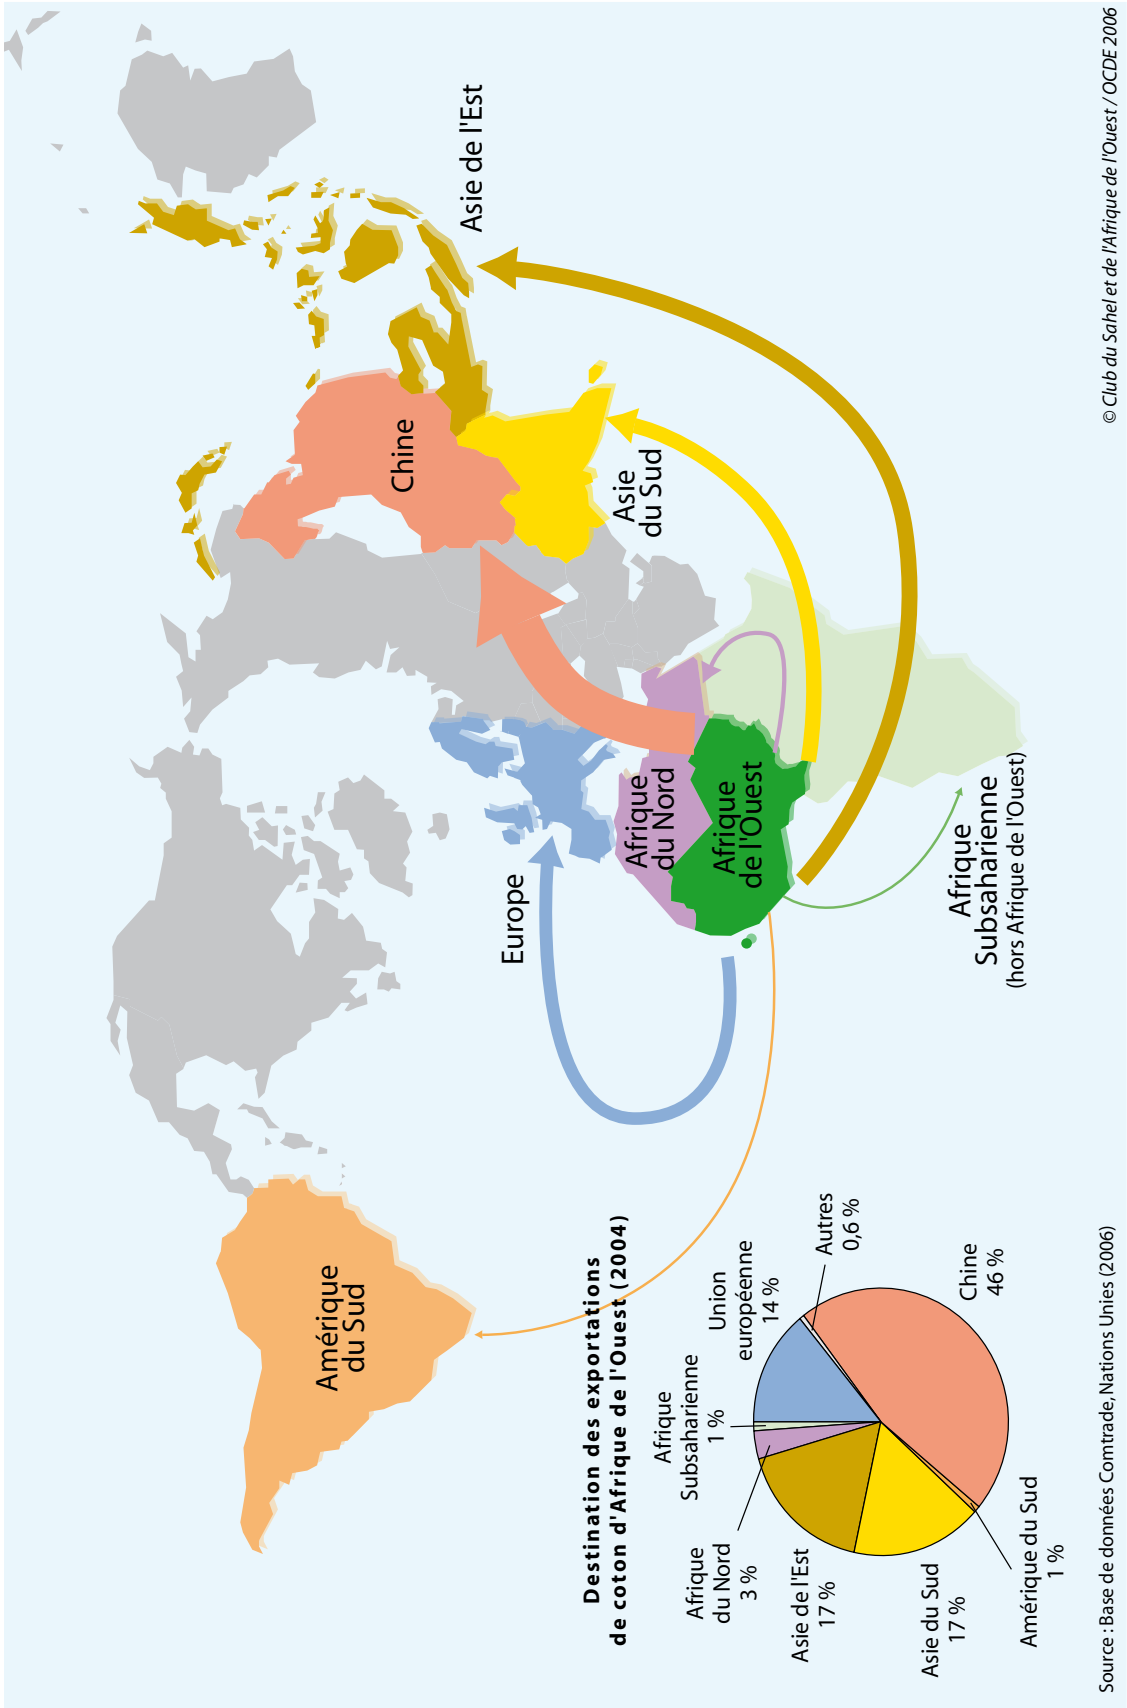 Amérique
du Sud
Europe
Asie de l'Est
Chine
Asie
du Sud
Afrique
du Nord
Afrique
de l'Ouest
Afrique
Subsaharienne
(hors Afrique de l'Ouest)
Destination des exportations
de coton d'Afrique de l'Ouest (2004)
Afrique
Subsaharienne
1 %
Union
européenne
14 %
Autres
0,6 %
Afrique
du Nord
3 %
Asie de l'Est
17 %
Asie du Sud
17 %
Amérique du Sud
1 %
Chine
46 %
Source : Base de données Comtrade, Nations Unies (2006)
© Club du Sahel et de l'Afrique de l'Ouest / OCDE 2006